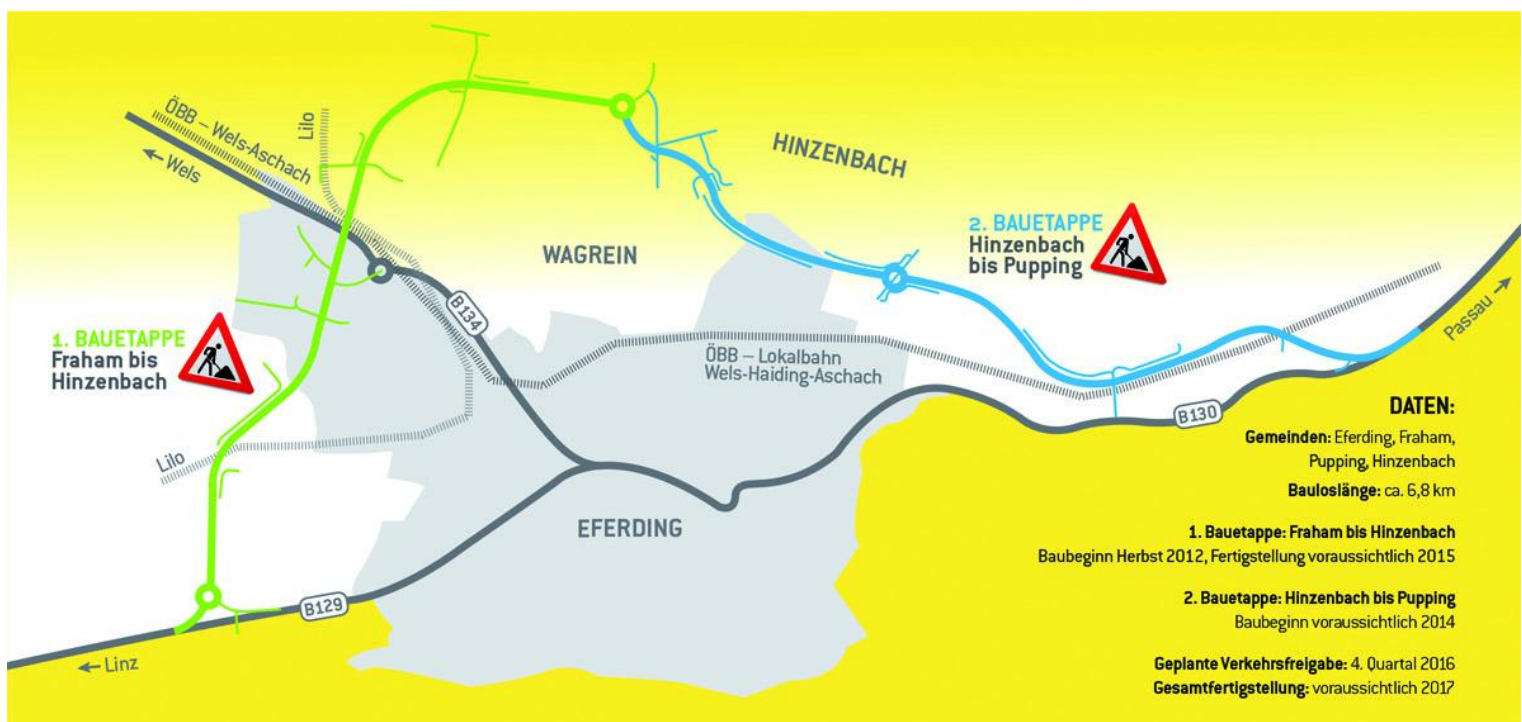 ÖBB – Wels-Aschach
Lilo
← Wels
HINZENBACH
WAGREIN
2. BAUETAPPE
Hinzenbach
bis Pupping
B134
1. BAUETAPPE
Fraham bis
Hinzenbach
Passau →
ÖBB – Lokalbahn
Wels-Haiding-Aschach
B130
Lilo
EFERDING
B129
← Linz
DATEN:
Gemeinden: Eferding, Fraham,
Pupping, Hinzenbach
Bauloslänge: ca. 6,8 km
1. Bauetappe: Fraham bis Hinzenbach
Baubeginn Herbst 2012, Fertigstellung voraussichtlich 2015
2. Bauetappe: Hinzenbach bis Pupping
Baubeginn voraussichtlich 2014
Geplante Verkehrsfreigabe: 4. Quartal 2016
Gesamtfertigstellung: voraussichtlich 2017